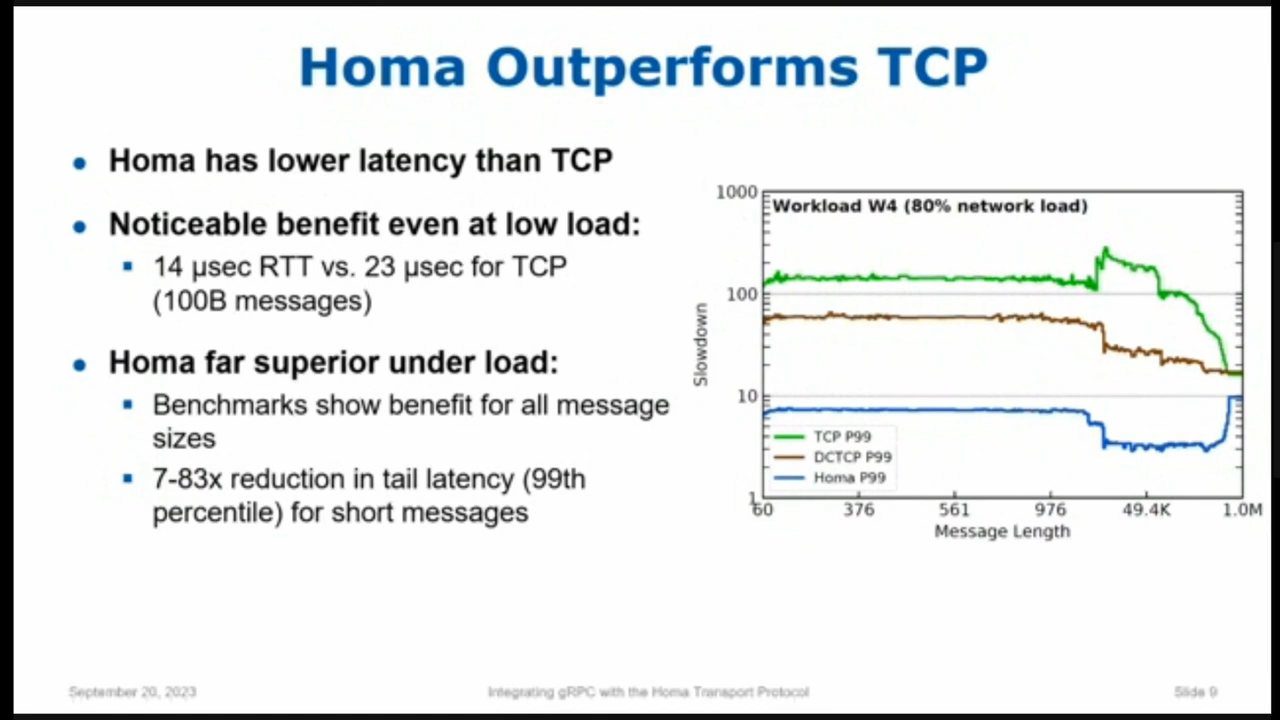 Homa Outperforms TCP
• Homa has lower latency than TCP
• Noticeable benefit even at low load:
▪ 14 µsec RTT vs. 23 µsec for TCP
(100B messages)
• Homa far superior under load:
▪ Benchmarks show benefit for all message
sizes
▪ 7-83x reduction in tail latency (99th
percentile) for short messages
Workload W4 (80% network load)
1000
100
10
1
Slowdown
TCP P99
DCTCP P99
Homa P99
60 376 561 976 49.4K 1.0M
Message Length
September 20, 2023 Integrating gRPC with the Homa Transport Protocol Slide 9